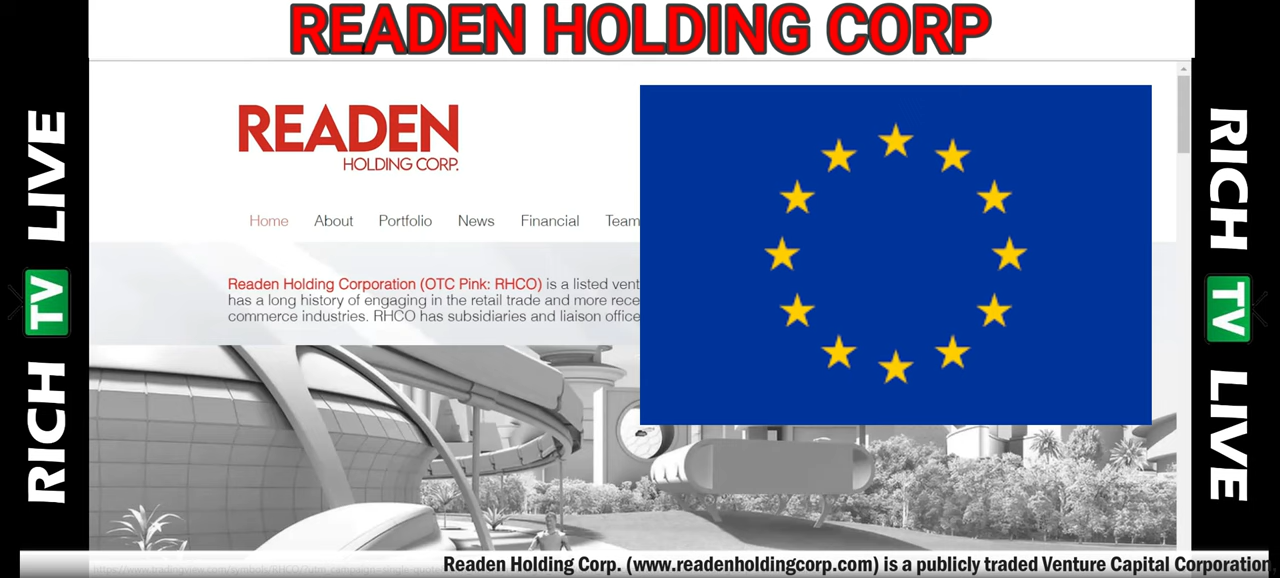 READEN HOLDING CORP
RICH TV LIVE
READEN
HOLDING CORP.
Home About Portfolio News Financial Team
Readen Holding Corporation (OTC Pink: RHCO) is a listed vent
has a long history of engaging in the retail trade and more rece
commerce industries. RHCO has subsidiaries and liaison office
RICH TV LIVE
Readen Holding Corp. (www.readenholdingcorp.com) is a publicly traded Venture Capital Corporation